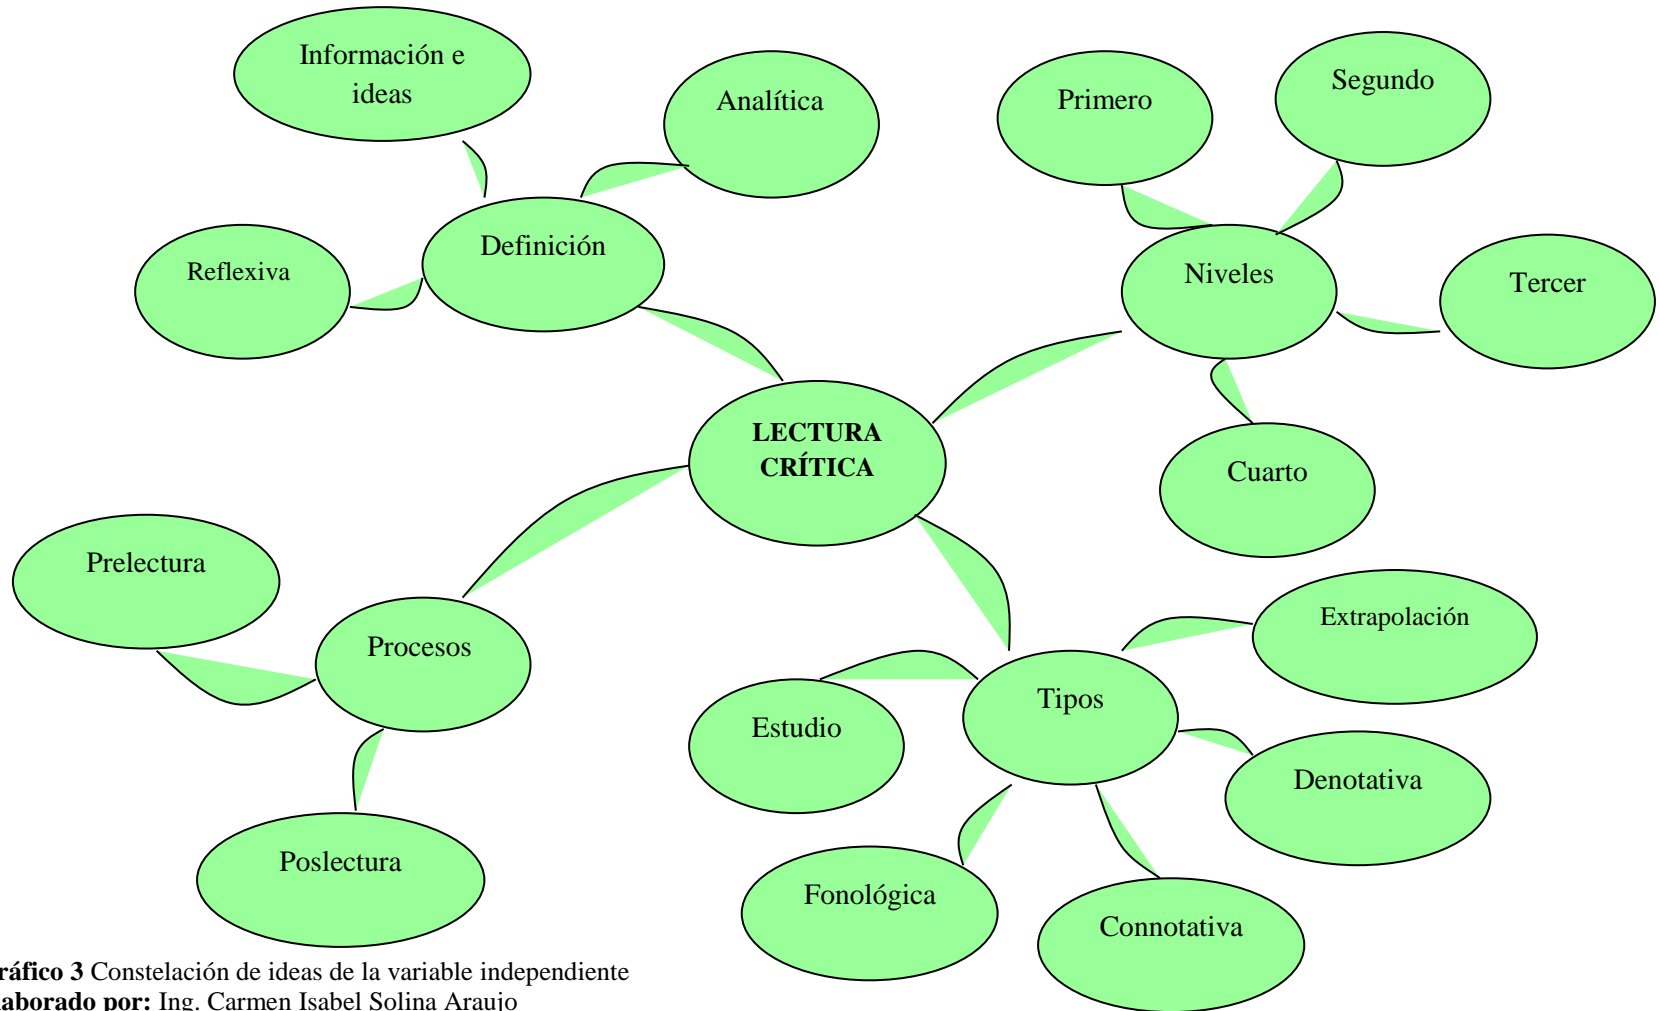 Información e
ideas
Analítica
Primero
Segundo
Reflexiva
Definición
Niveles
Tercer
LECTURA
CRÍTICA
Cuarto
Prelectura
Procesos
Extrapolación
Estudio
Tipos
Denotativa
Poslectura
Fonológica
Connotativa
ráfico 3 Constelación de ideas de la variable independiente
laborado por: Ing. Carmen Isabel Solina Araujo